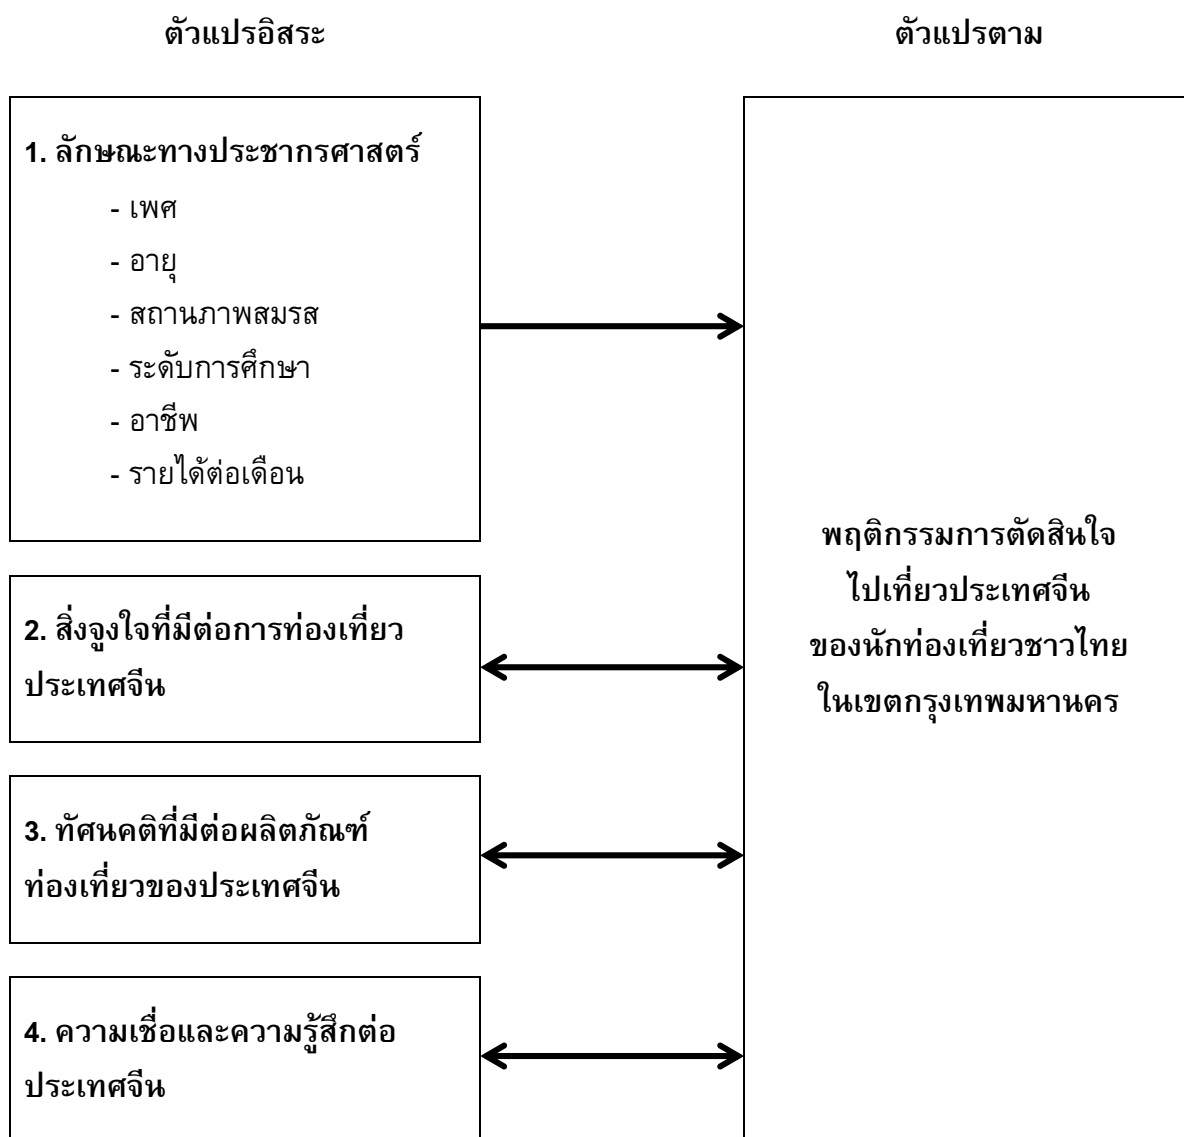 ตัวแปรอิสระ
ตัวแปรตาม
1. ลักษณะทางประชากรศาสตร์
- เพศ
- อายุ
- สถานภาพสมรส
- ระดับการศึกษา
- อาชีพ
- รายได้ต่อเดือน
2. สิ่งจูงใจที่มีต่อการท่องเที่ยว
ประเทศจีน
3. ทัศนคติที่มีต่อผลิตภัณฑ์
ท่องเที่ยวของประเทศจีน
4. ความเชื่อและความรู้สึกต่อ
ประเทศจีน
พฤติกรรมการตัดสินใจ
ไปเที่ยวประเทศจีน
ของนักท่องเที่ยวชาวไทย
ในเขตกรุงเทพมหานคร